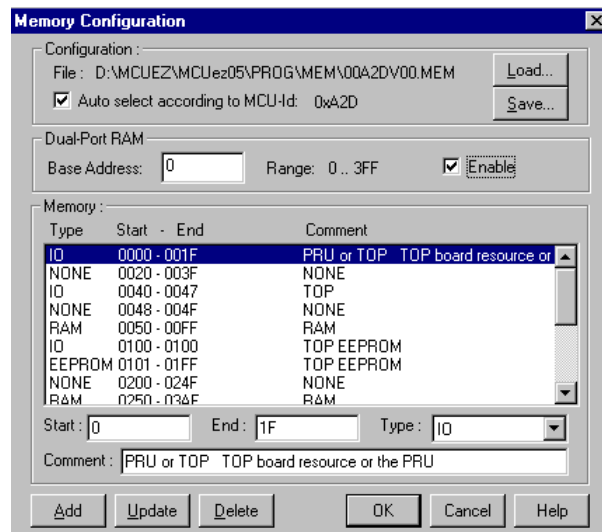 Memory Configuration
Configuration :
File : D:\MCUEZ\MCUez05\PROG\MEM\00A2DV00.MEM
Load...
Auto select according to MCU-Id: 0xA2D
Save...
Dual-Port RAM
Base Address: 0 Range: 0 .. 3FF Enable
Memory :
Type Start - End Comment
IO 0000 - 001F PRU or TOP TOP board resource or
NONE 0020 - 003F NONE
IO 0040 - 0047 TOP
NONE 0048 - 004F NONE
RAM 0050 - 00FF RAM
IO 0100 - 0100 TOP EEPROM
EEPROM 0101 - 01FF TOP EEPROM
NONE 0200 - 024F NONE
RAM 0250 - 03AF RAM
Start : 0 End : 1F Type : IO
Comment : PRU or TOP TOP board resource or the PRU
Add Update Delete OK Cancel Help